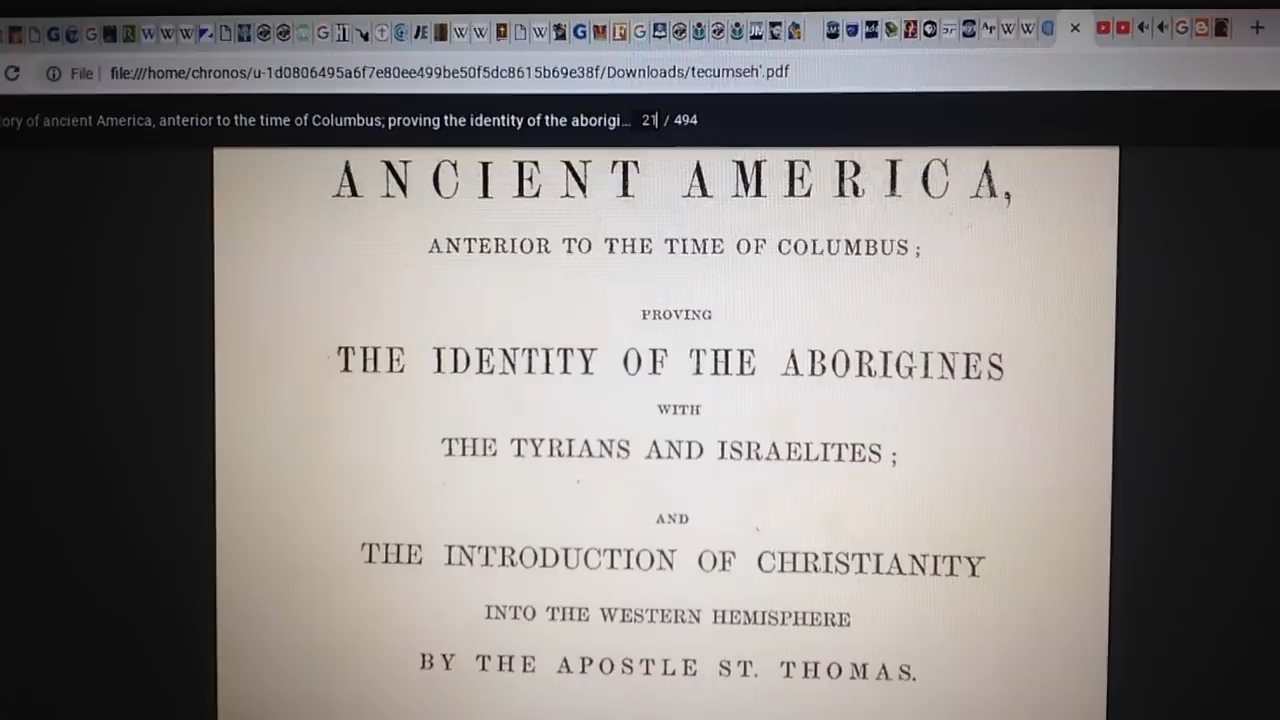 File | file:///home/chronos/u-1d0806495a6f7e80ee499be50f5dc8615b69e38f/Downloads/tecumseh'.pdf
ory of ancient America, anterior to the time of Columbus; proving the identity of the aborigi... 21 / 494
ANCIENT AMERICA,
ANTERIOR TO THE TIME OF COLUMBUS;
PROVING
THE IDENTITY OF THE ABORIGINES
WITH
THE TYRIANS AND ISRAELITES;
AND
THE INTRODUCTION OF CHRISTIANITY
INTO THE WESTERN HEMISPHERE
BY THE APOSTLE ST. THOMAS.